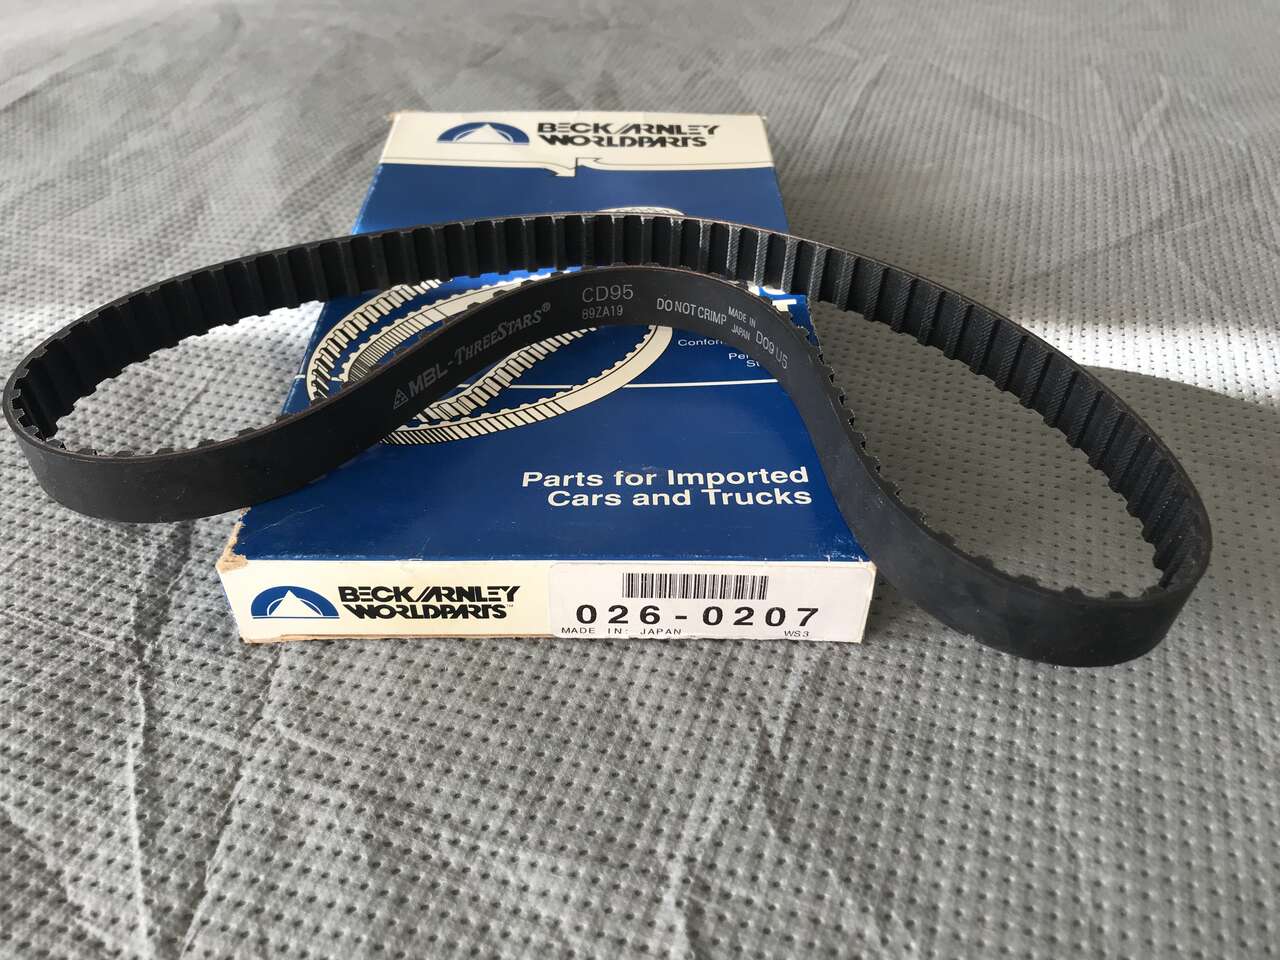 BECK/ARNLEY
WORLDPARTS
CD95
89ZA19
MBL-THREESTARS®
DO NOT CRIMP
MADE IN
JAPAN
D09 U5
Parts for Imported
Cars and Trucks
BECK/ARNLEY
WORLDPARTS™
026-0207
MADE IN: JAPAN
WS3